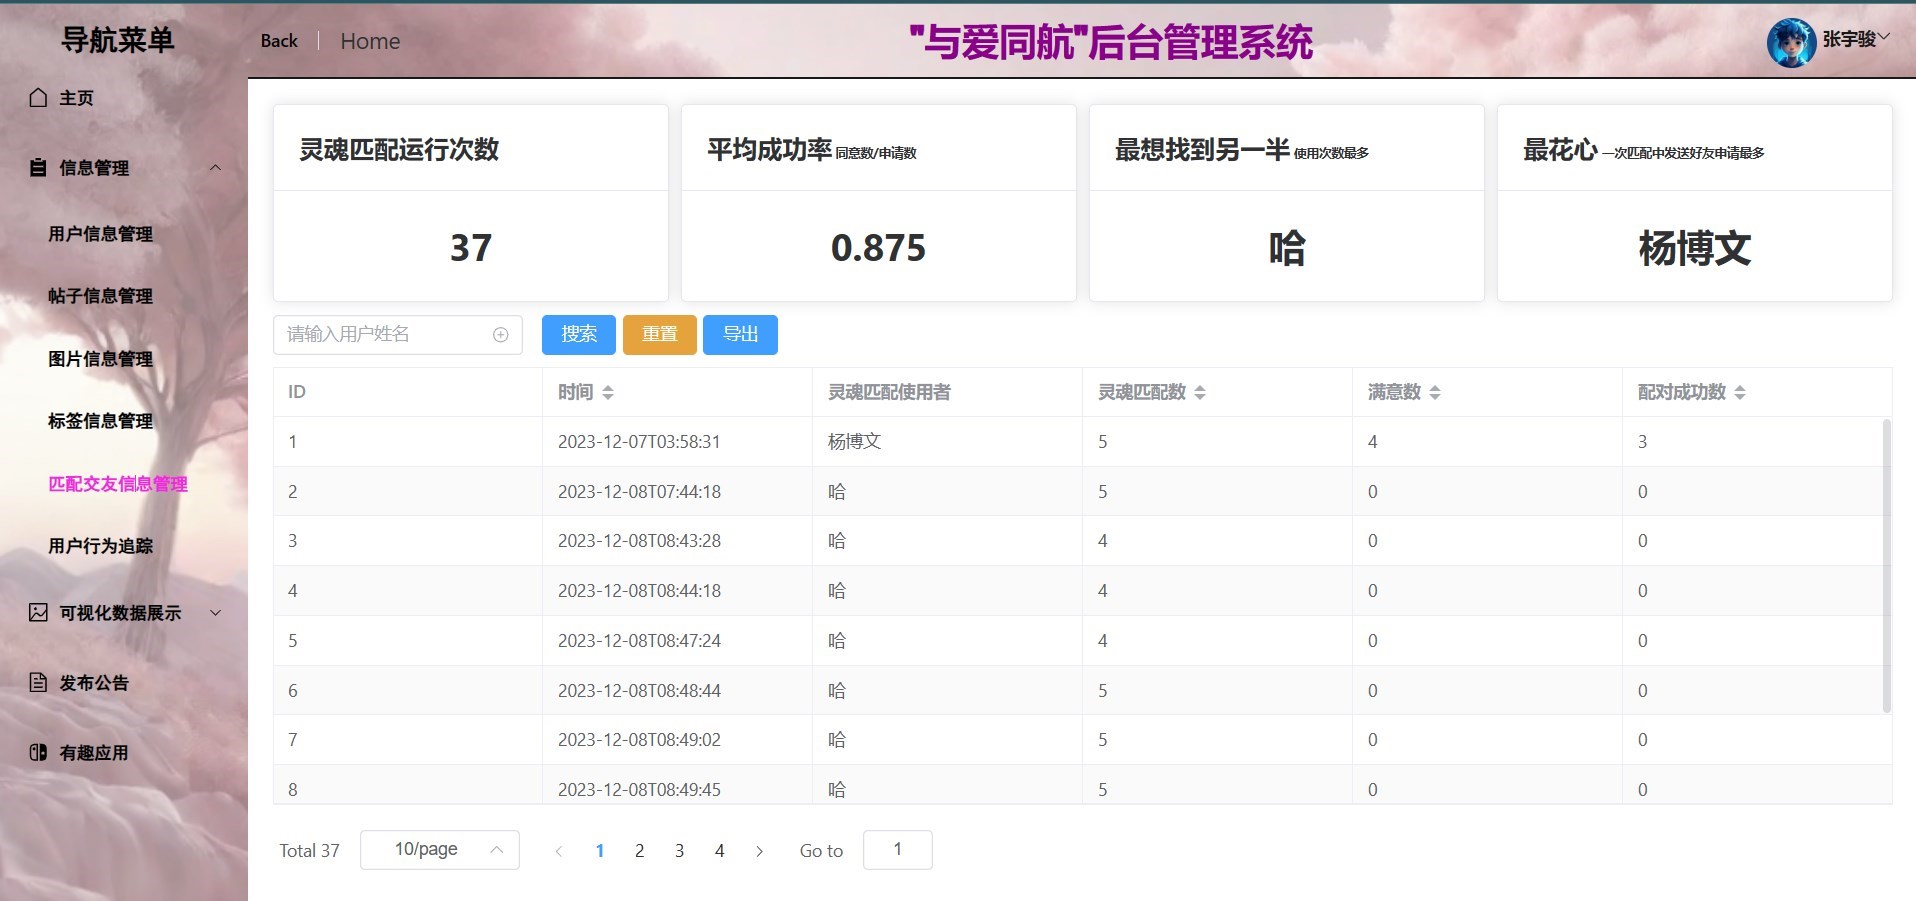 导航菜单
Back
Home
"与爱同航"后台管理系统
张宇骏
主页
信息管理
用户信息管理
帖子信息管理
图片信息管理
标签信息管理
匹配交友信息管理
用户行为追踪
可视化数据展示
发布公告
有趣应用
灵魂匹配运行次数
37
平均成功率 同意数/申请数
0.875
最想找到另一半 使用次数最多
哈
最花心 一次匹配中发送好友申请最多
杨博文
请输入用户姓名
搜索 重置 导出
ID 时间 灵魂匹配使用者 灵魂匹配数 满意数 配对成功数
1 2023-12-07T03:58:31 杨博文 5 4 3
2 2023-12-08T07:44:18 哈 5 0 0
3 2023-12-08T08:43:28 哈 4 0 0
4 2023-12-08T08:44:18 哈 4 0 0
5 2023-12-08T08:47:24 哈 4 0 0
6 2023-12-08T08:48:44 哈 5 0 0
7 2023-12-08T08:49:02 哈 5 0 0
8 2023-12-08T08:49:45 哈 5 0 0
Total 37 10/page 1 2 3 4 Go to 1